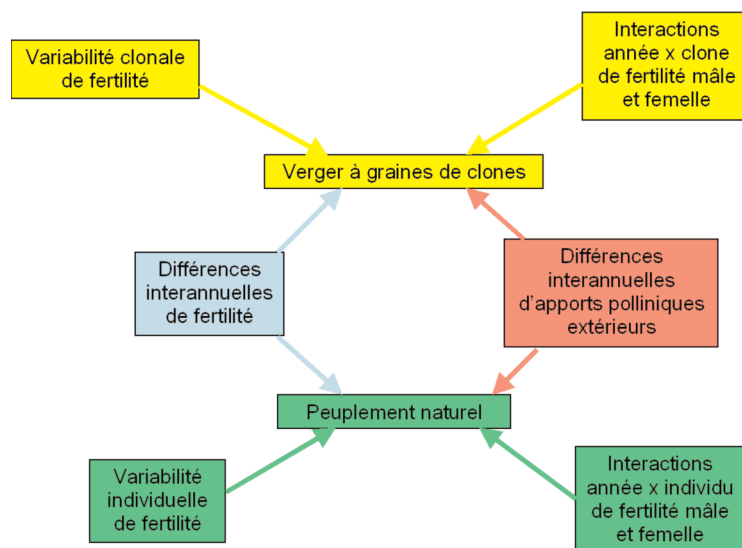 Variabilité clonale
de fertilité
Interactions
année x clone
de fertilité mâle
et femelle
Verger à graines de clones
Différences
interannuelles
de fertilité
Différences
interannuelles
d'apports polliniques
extérieurs
Peuplement naturel
Variabilité
individuelle
de fertilité
Interactions
année x individu
de fertilité mâle
et femelle